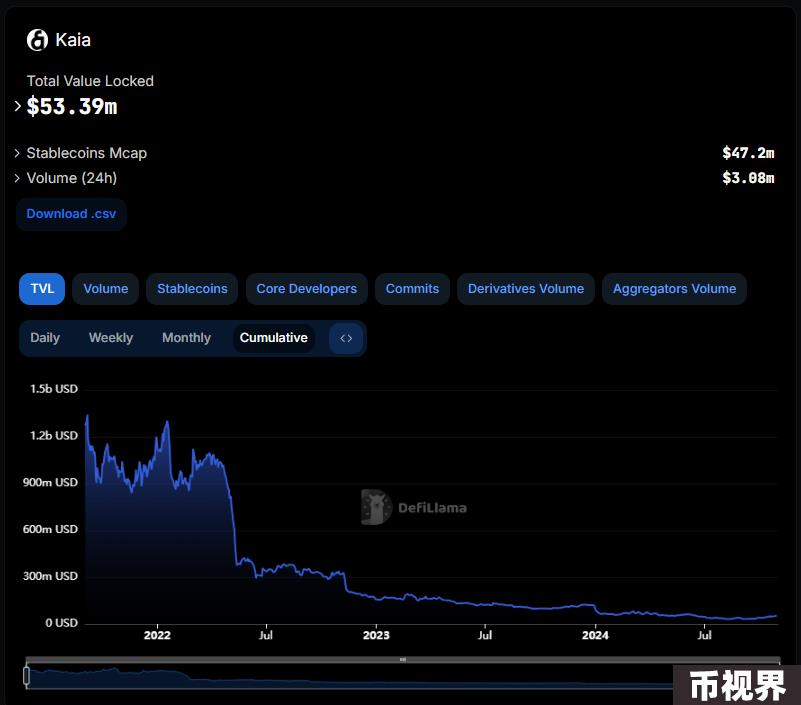 Kaia
Total Value Locked
$53.39m
Stablecoins Mcap $47.2m
Volume (24h) $3.08m
Download .csv
TVL Volume Stablecoins Core Developers Commits Derivatives Volume Aggregators Volume
Daily Weekly Monthly Cumulative <>
1.5b USD
1.2b USD
900m USD
600m USD
300m USD
0 USD
DefiLlama
2022 Jul 2023 Jul 2024 Jul
币视界